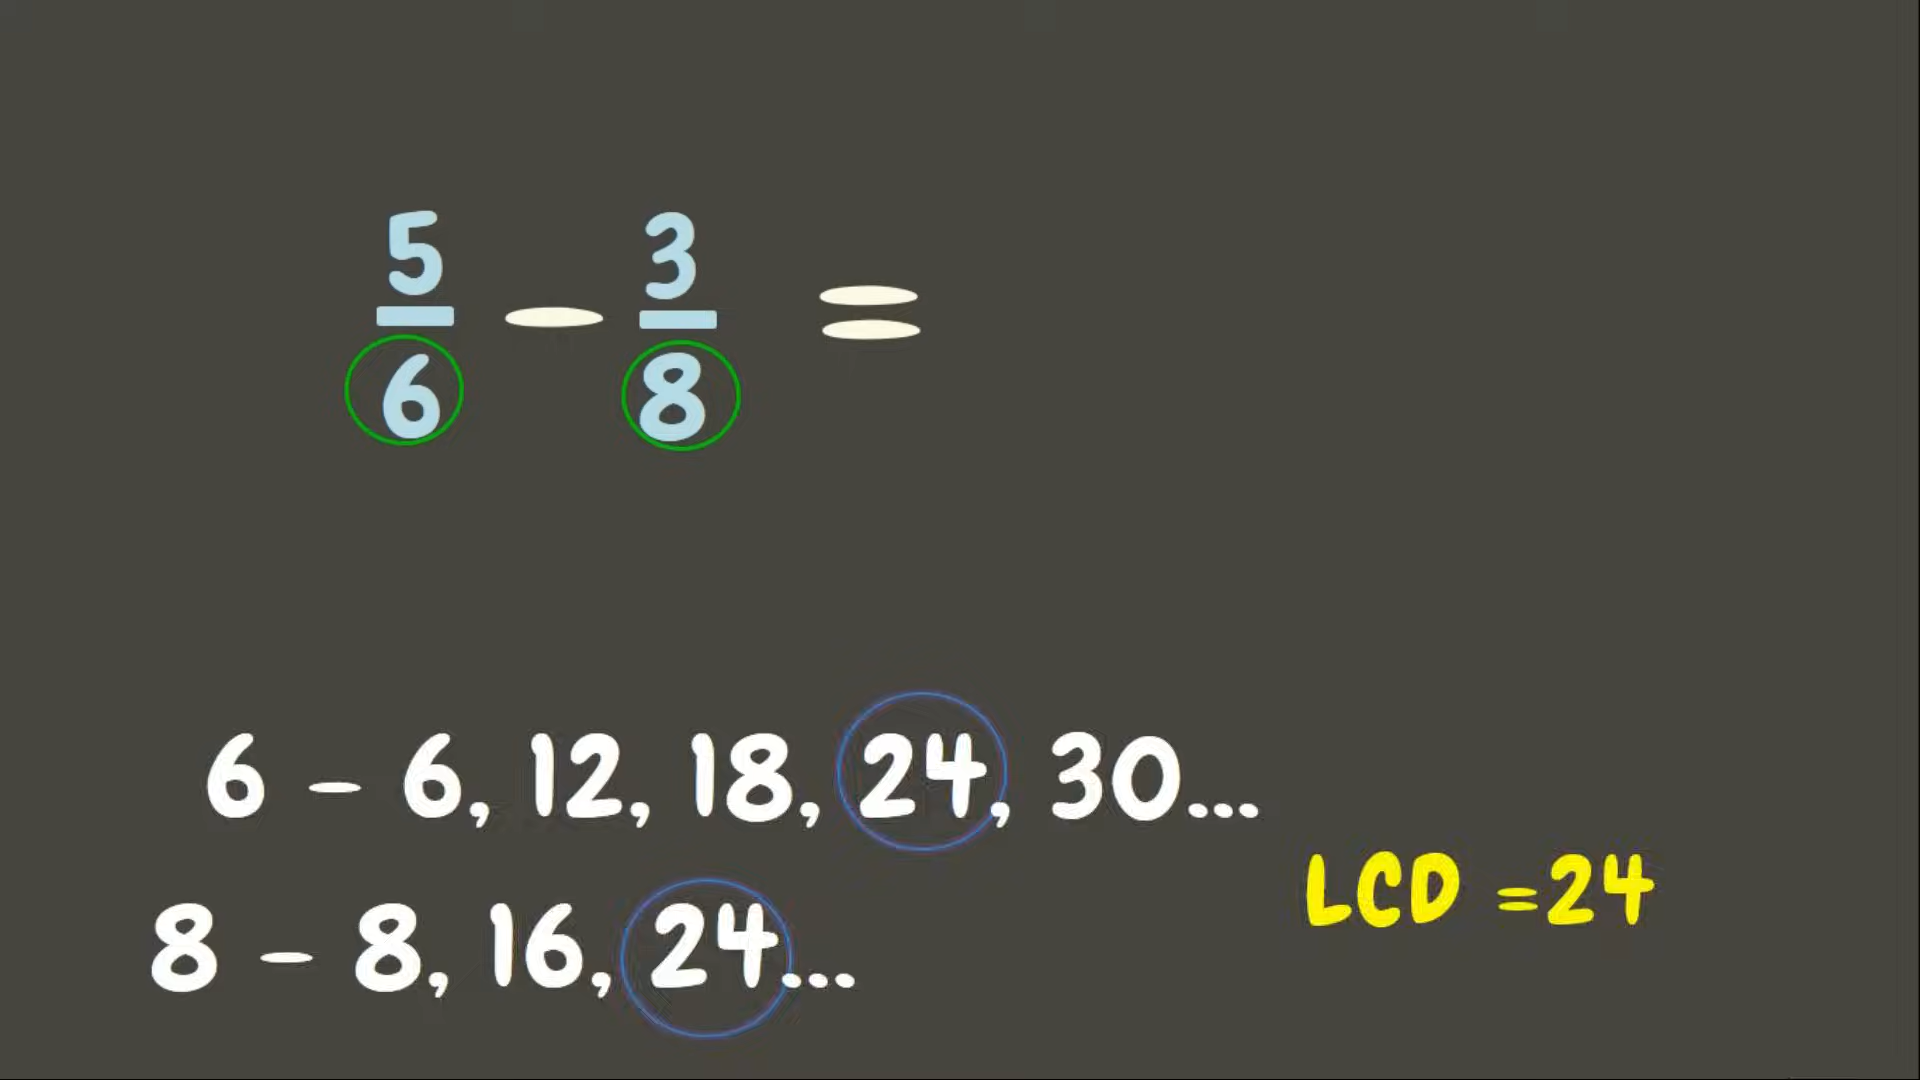 5/6 - 3/8 =
6 - 6, 12, 18, 24, 30...
8 - 8, 16, 24...
LCD =24